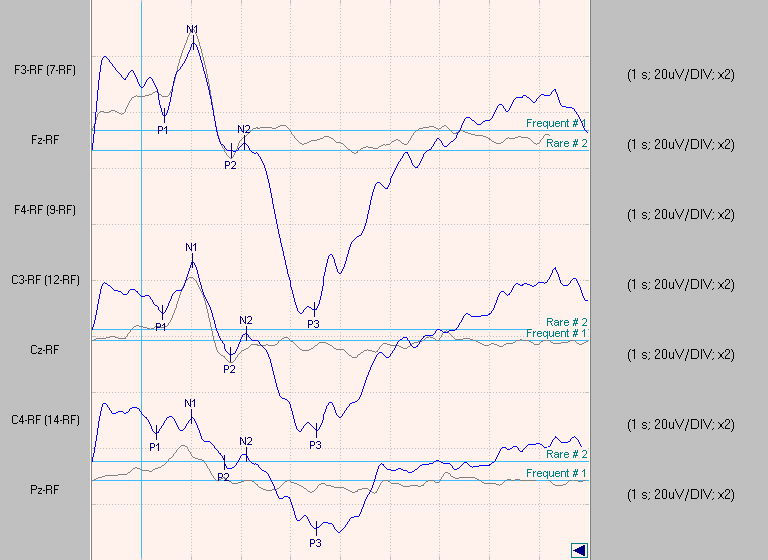 N1
F3-RF (7-RF)
(1 s; 20uV/DIV; x2)
Frequent # 1
P1
N2
Fz-RF
Rare # 2
(1 s; 20uV/DIV; x2)
P2
F4-RF (9-RF)
(1 s; 20uV/DIV; x2)
N1
C3-RF (12-RF)
(1 s; 20uV/DIV; x2)
P1
N2
P3
Rare # 2
Frequent # 1
Cz-RF
(1 s; 20uV/DIV; x2)
P2
N1
C4-RF (14-RF)
(1 s; 20uV/DIV; x2)
P1
N2
P3
Rare # 2
P2
Frequent # 1
Pz-RF
(1 s; 20uV/DIV; x2)
P3